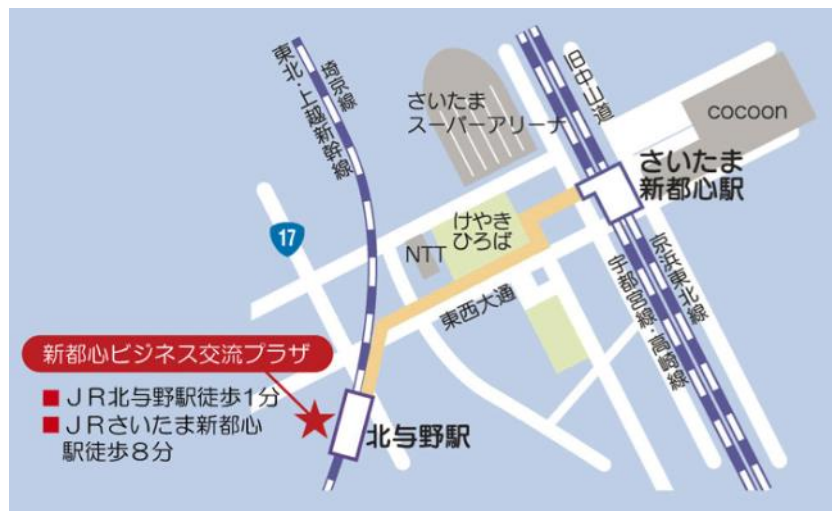 埼京線
東北・上越新幹線
さいたま
スーパーアリーナ
旧中山道
cocoon
さいたま
新都心駅
17
けやき
ひろば
NTT
東西大通
京浜東北線
宇都宮線・高崎線
新都心ビジネス交流プラザ
■ JR北与野駅徒歩1分
■ JRさいたま新都心
駅徒歩8分
北与野駅